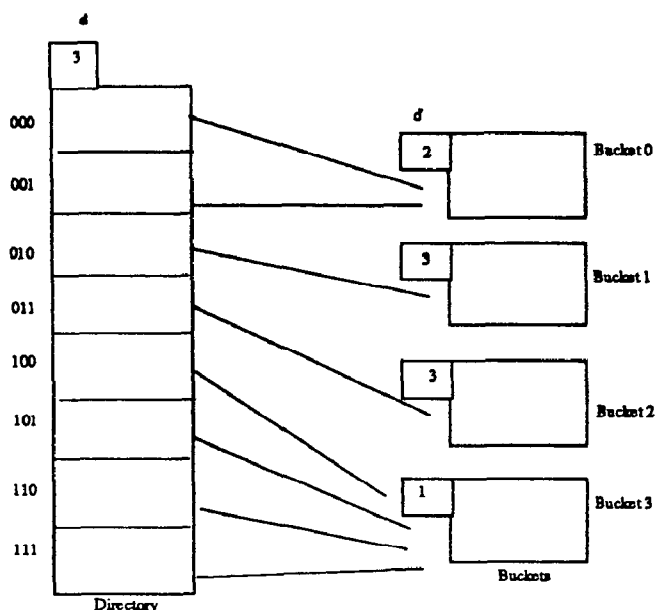 d
3
000
001
010
011
100
101
110
111
Directory
d'
2
Bucket 0
3
Bucket 1
3
Bucket 2
1
Bucket 3
Buckets